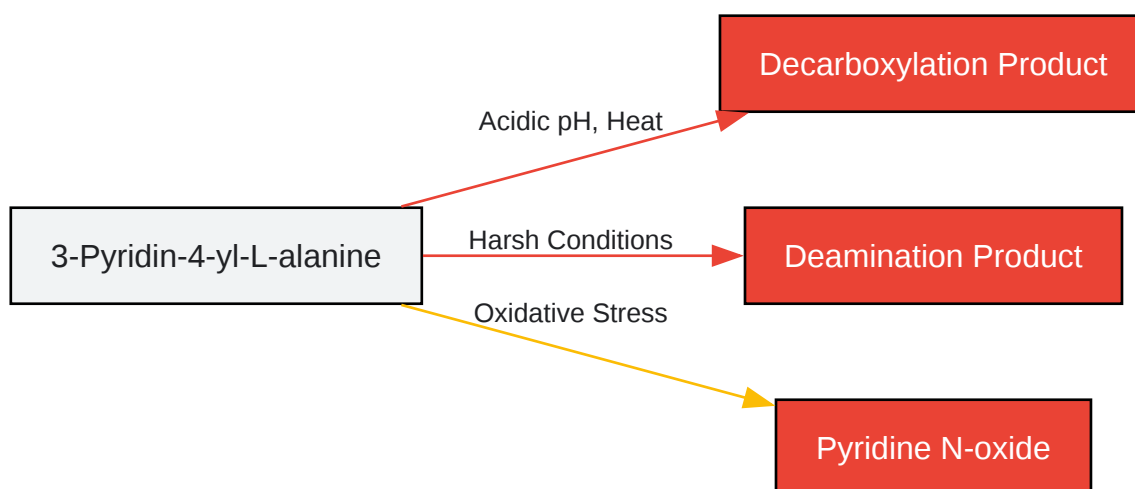 Decarboxylation Product
Acidic pH, Heat
3-Pyridin-4-yl-L-alanine
Harsh Conditions
Deamination Product
Oxidative Stress
Pyridine N-oxide